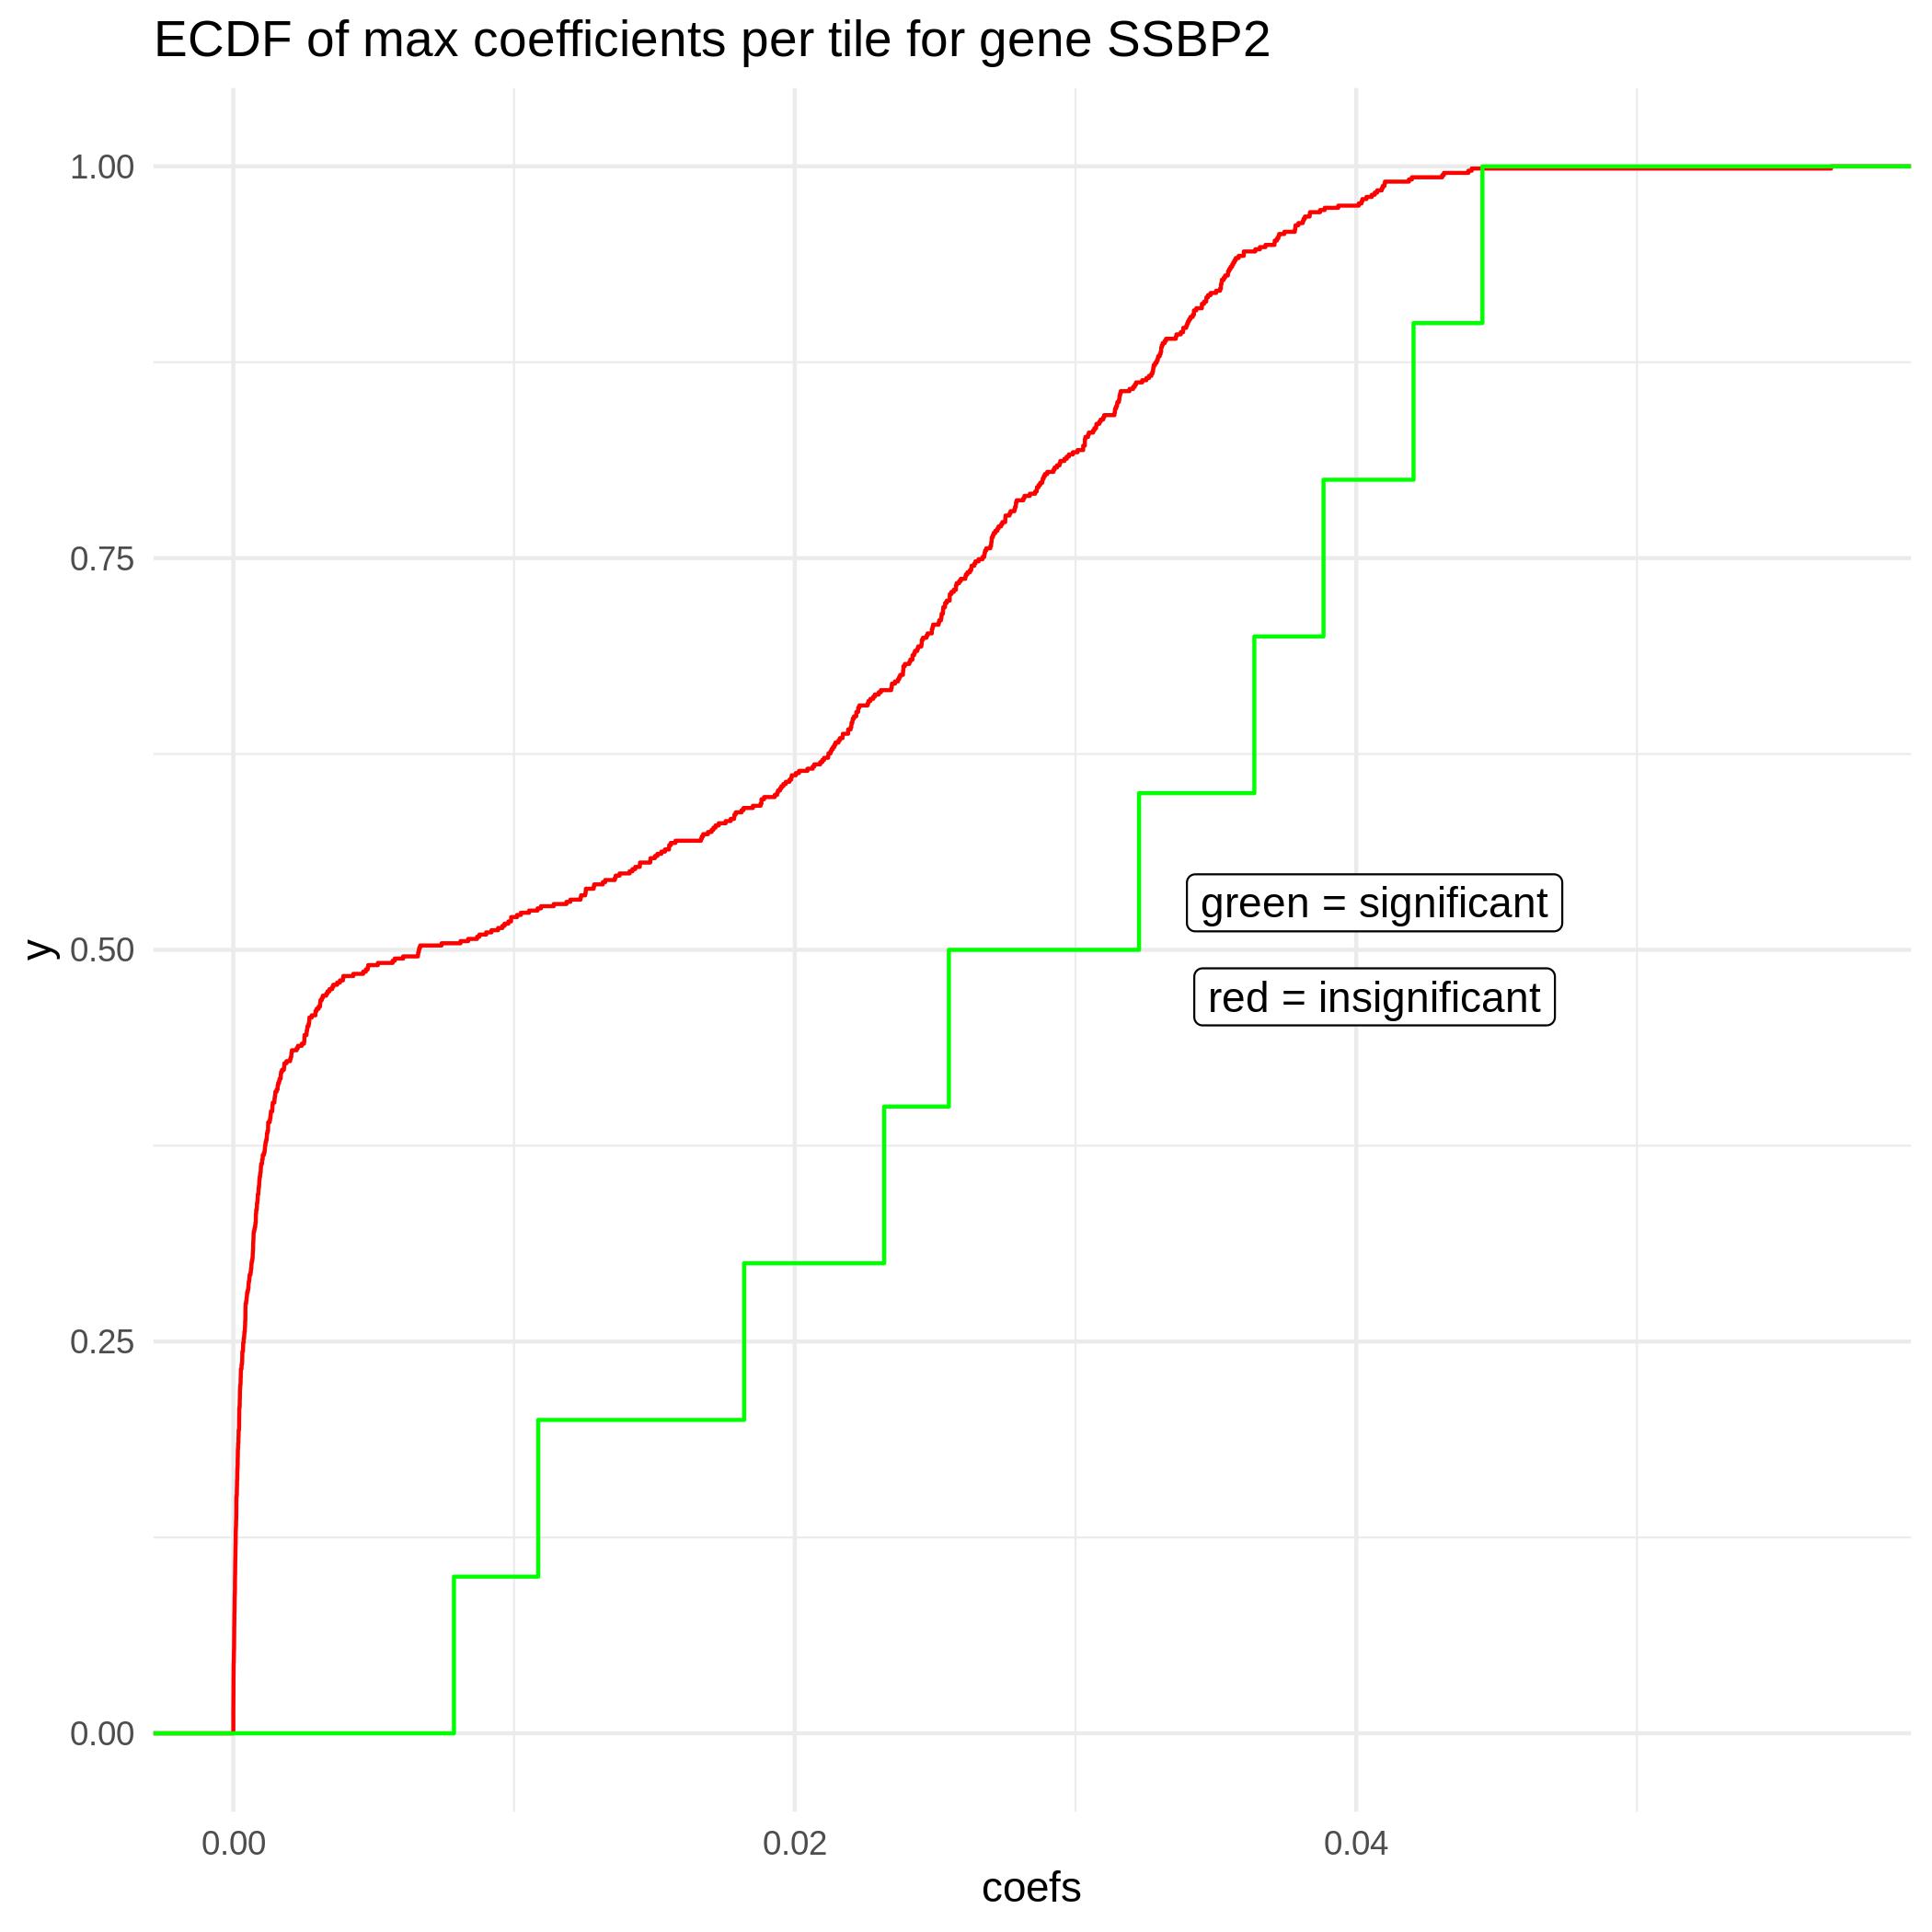 ECDF of max coefficients per tile for gene SSBP2
1.00
0.75
0.50
0.25
0.00
y
green = significant
red = insignificant
0.00
0.02
0.04
coefs